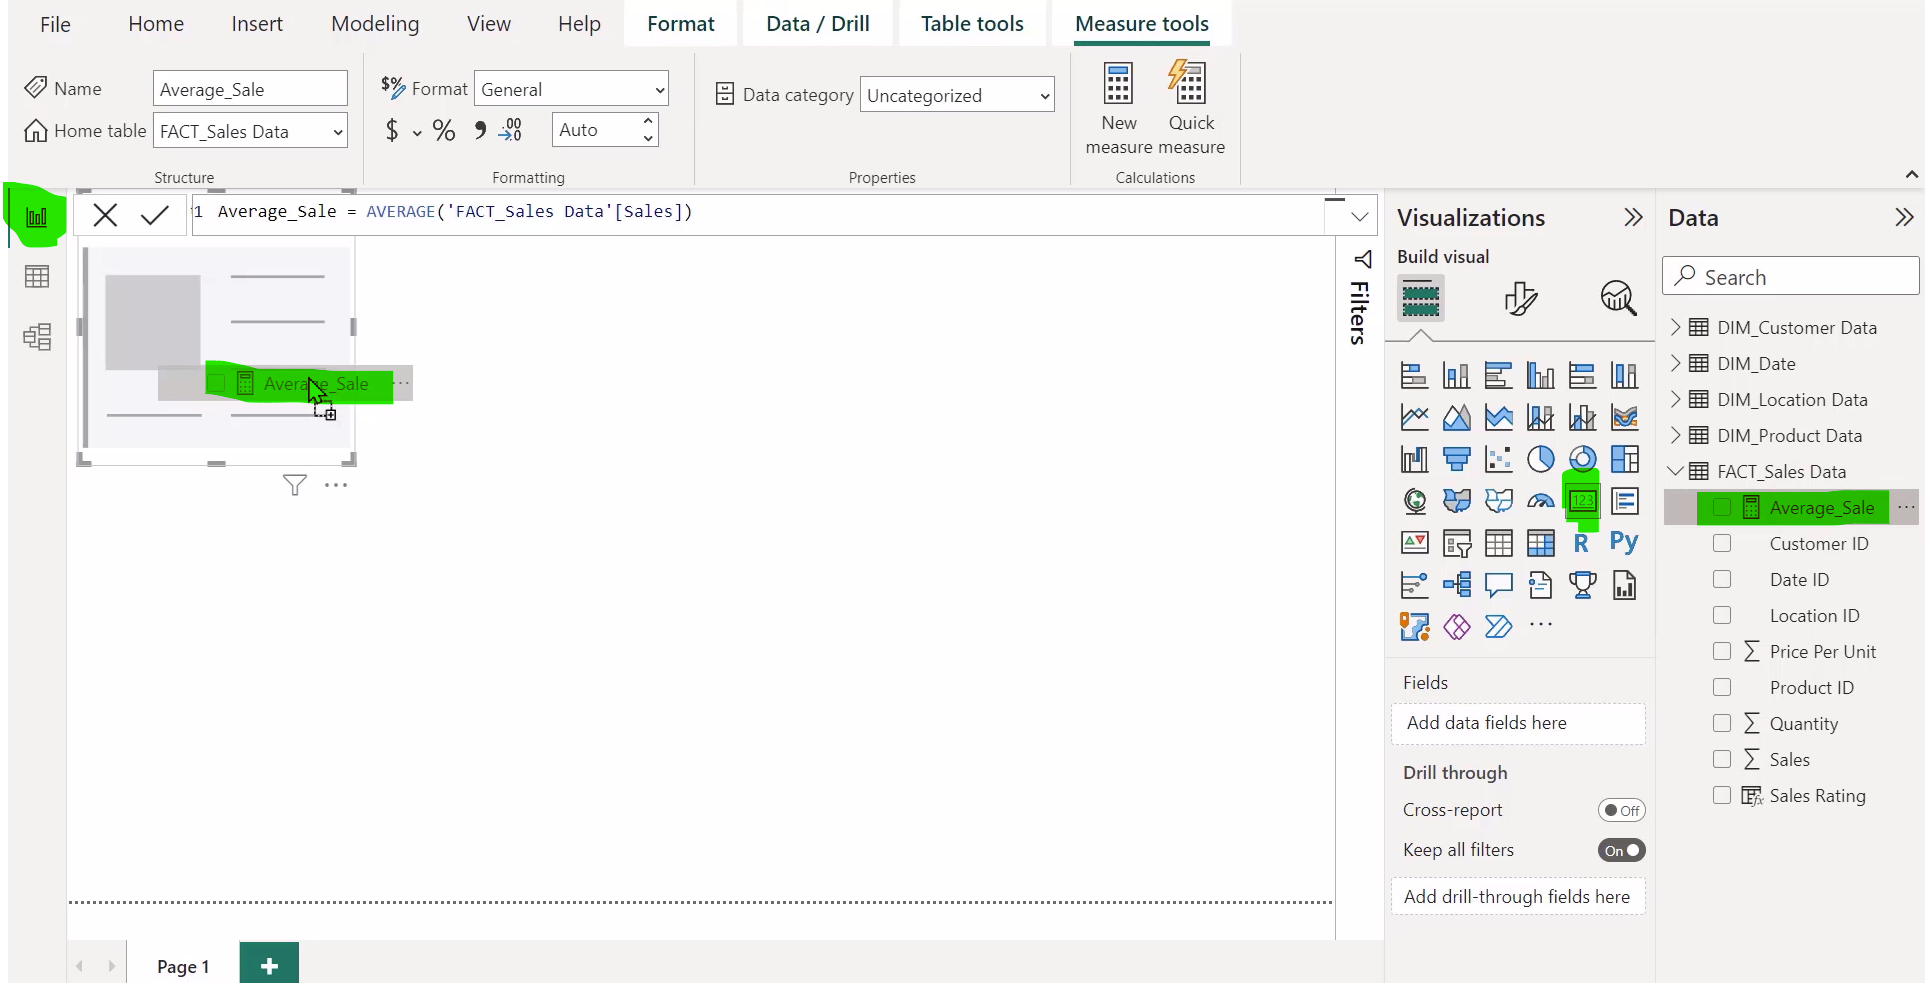 File Home Insert Modeling View Help Format Data / Drill Table tools Measure tools
Name Average_Sale
Home table FACT_Sales Data
Structure
$% Format General
$ % 9 .00 Auto
Formatting
Data category Uncategorized
Properties
New measure
Quick measure
Calculations
1 Average_Sale = AVERAGE('FACT_Sales Data'[Sales])
Average_Sale ...
Filters
Visualizations
Build visual
123
R Py
Fields
Add data fields here
Drill through
Cross-report Off
Keep all filters On
Add drill-through fields here
Data
Search
DIM_Customer Data
DIM_Date
DIM_Location Data
DIM_Product Data
FACT_Sales Data
Average_Sale ...
Customer ID
Date ID
Location ID
∑ Price Per Unit
Product ID
∑ Quantity
∑ Sales
fx Sales Rating
Page 1 +